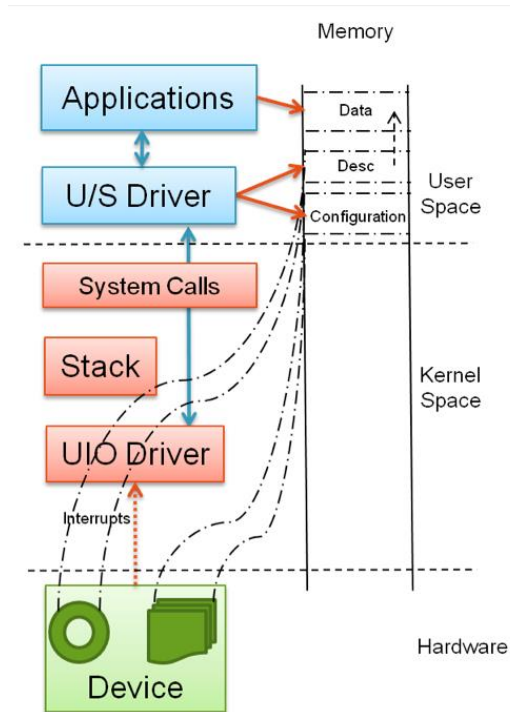 Memory
Applications
Data
Desc
U/S Driver
User
Space
Configuration
System Calls
Stack
Kernel
Space
UIO Driver
Interrupts
Hardware
Device